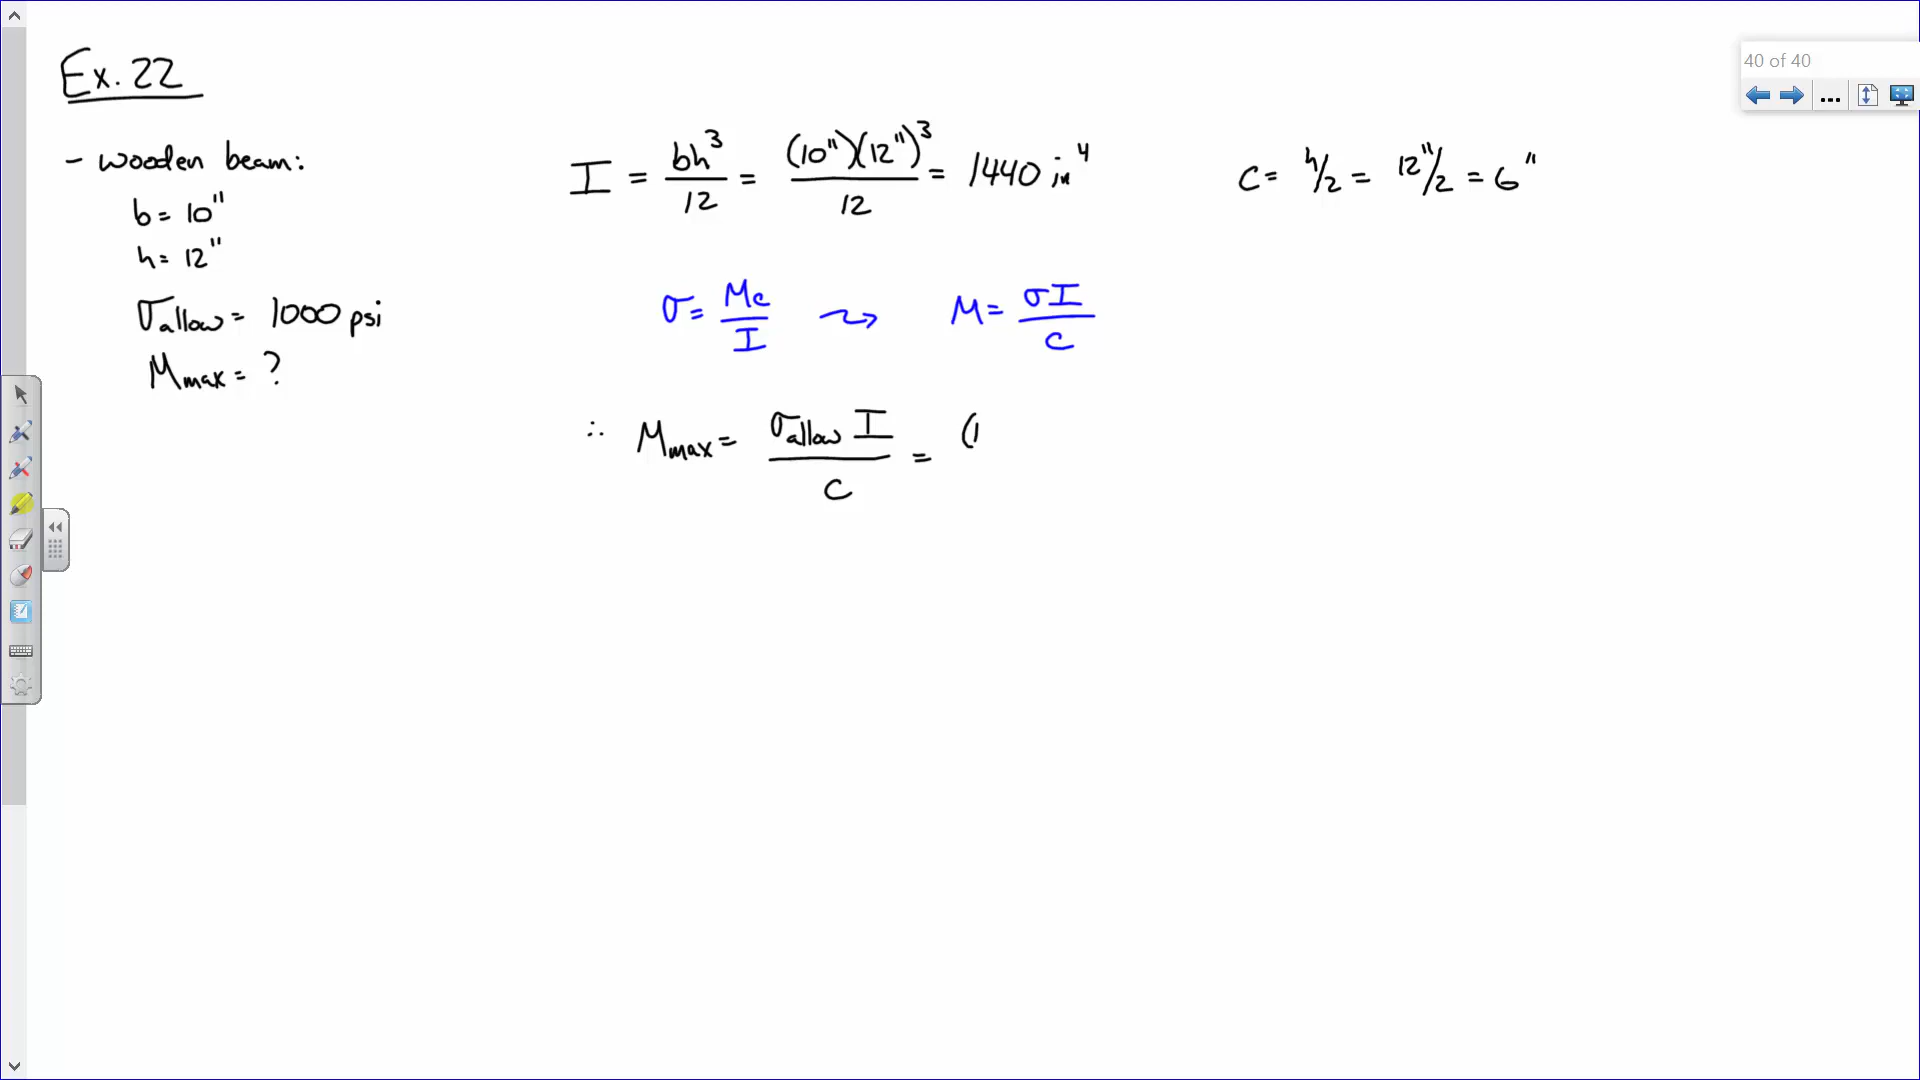 Ex. 22
40 of 40
- wooden beam:
b = 10"
h = 12"
σallow = 1000 psi
Mmax = ?
I = bh³/12 = (10")(12")³/12 = 1440 in⁴
c = h/2 = 12"/2 = 6"
σ = Mc/I ⤳ M = σI/c
∴ Mmax = σallow I/c = (1